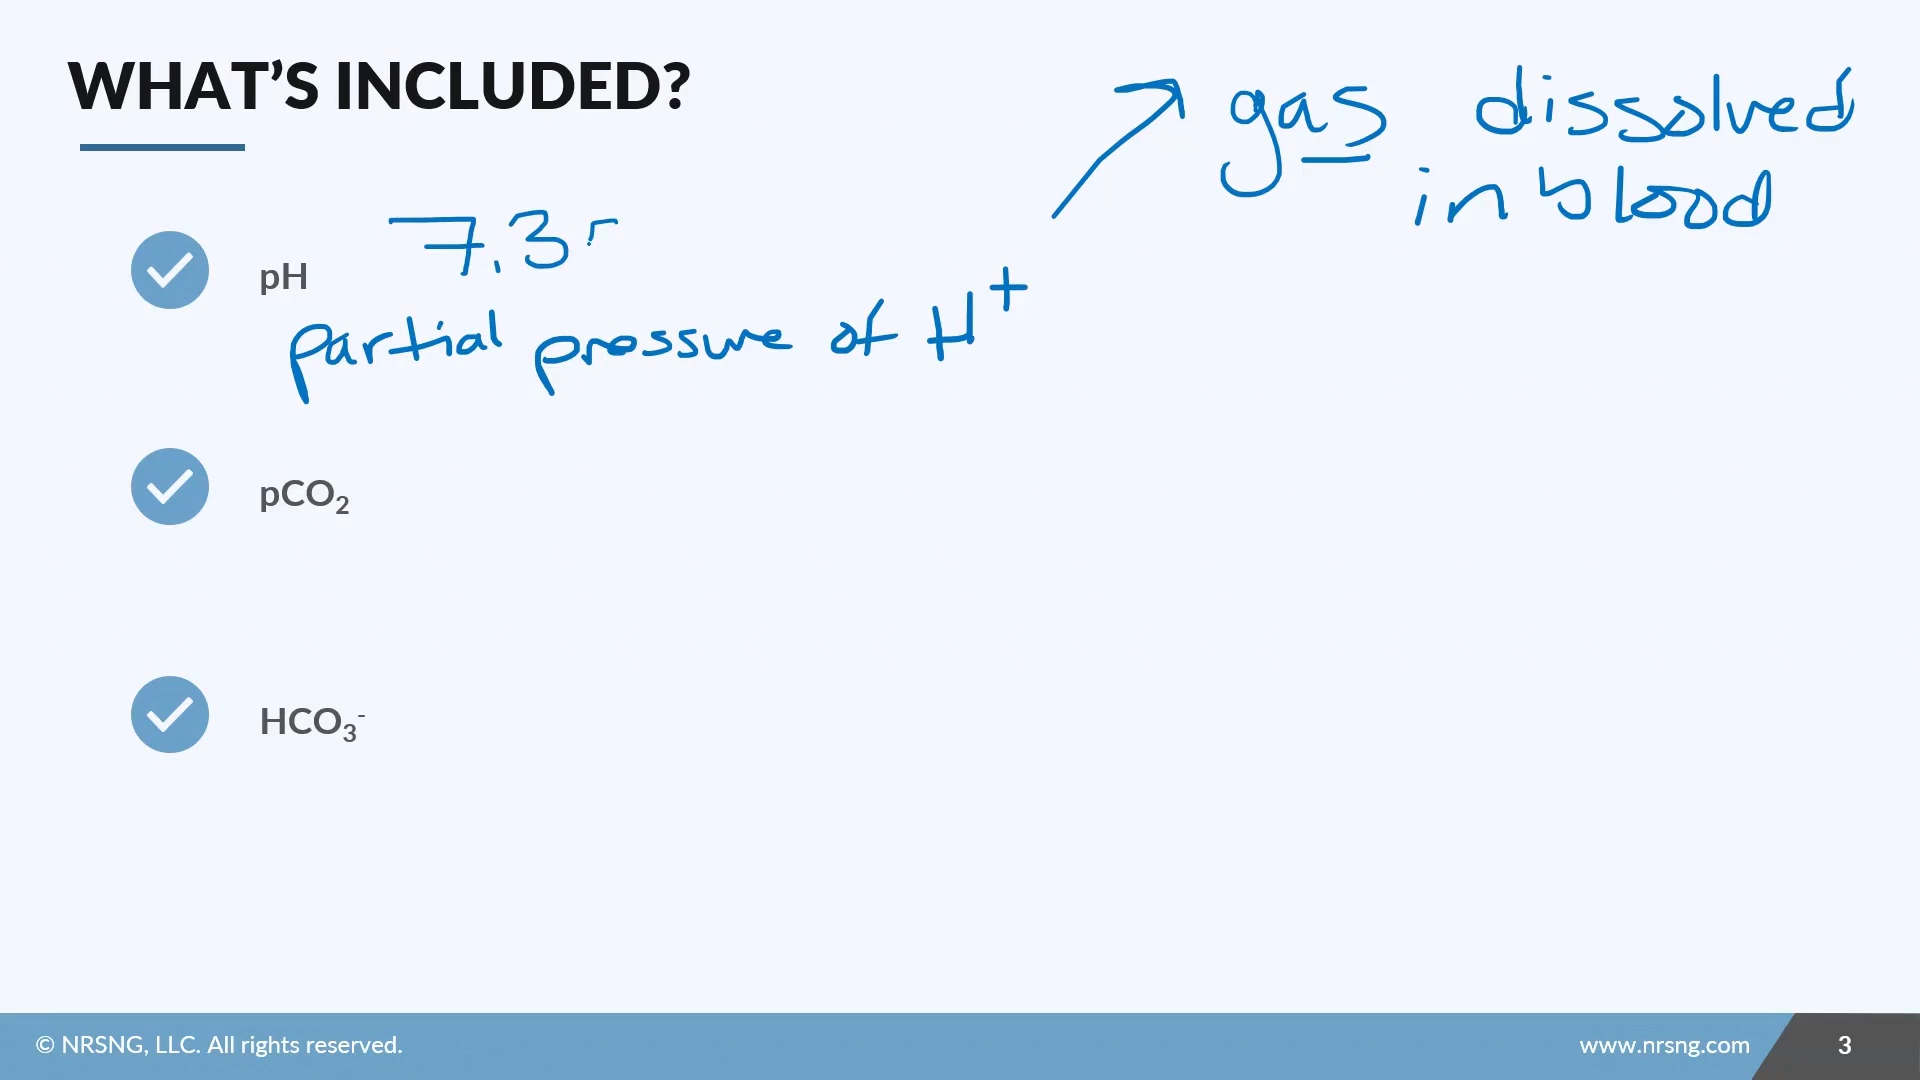 WHAT'S INCLUDED?
gas dissolved
in blood
pH 7.3
partial pressure of H⁺
pCO₂
HCO₃⁻
© NRSNG, LLC. All rights reserved.
www.nrsng.com 3